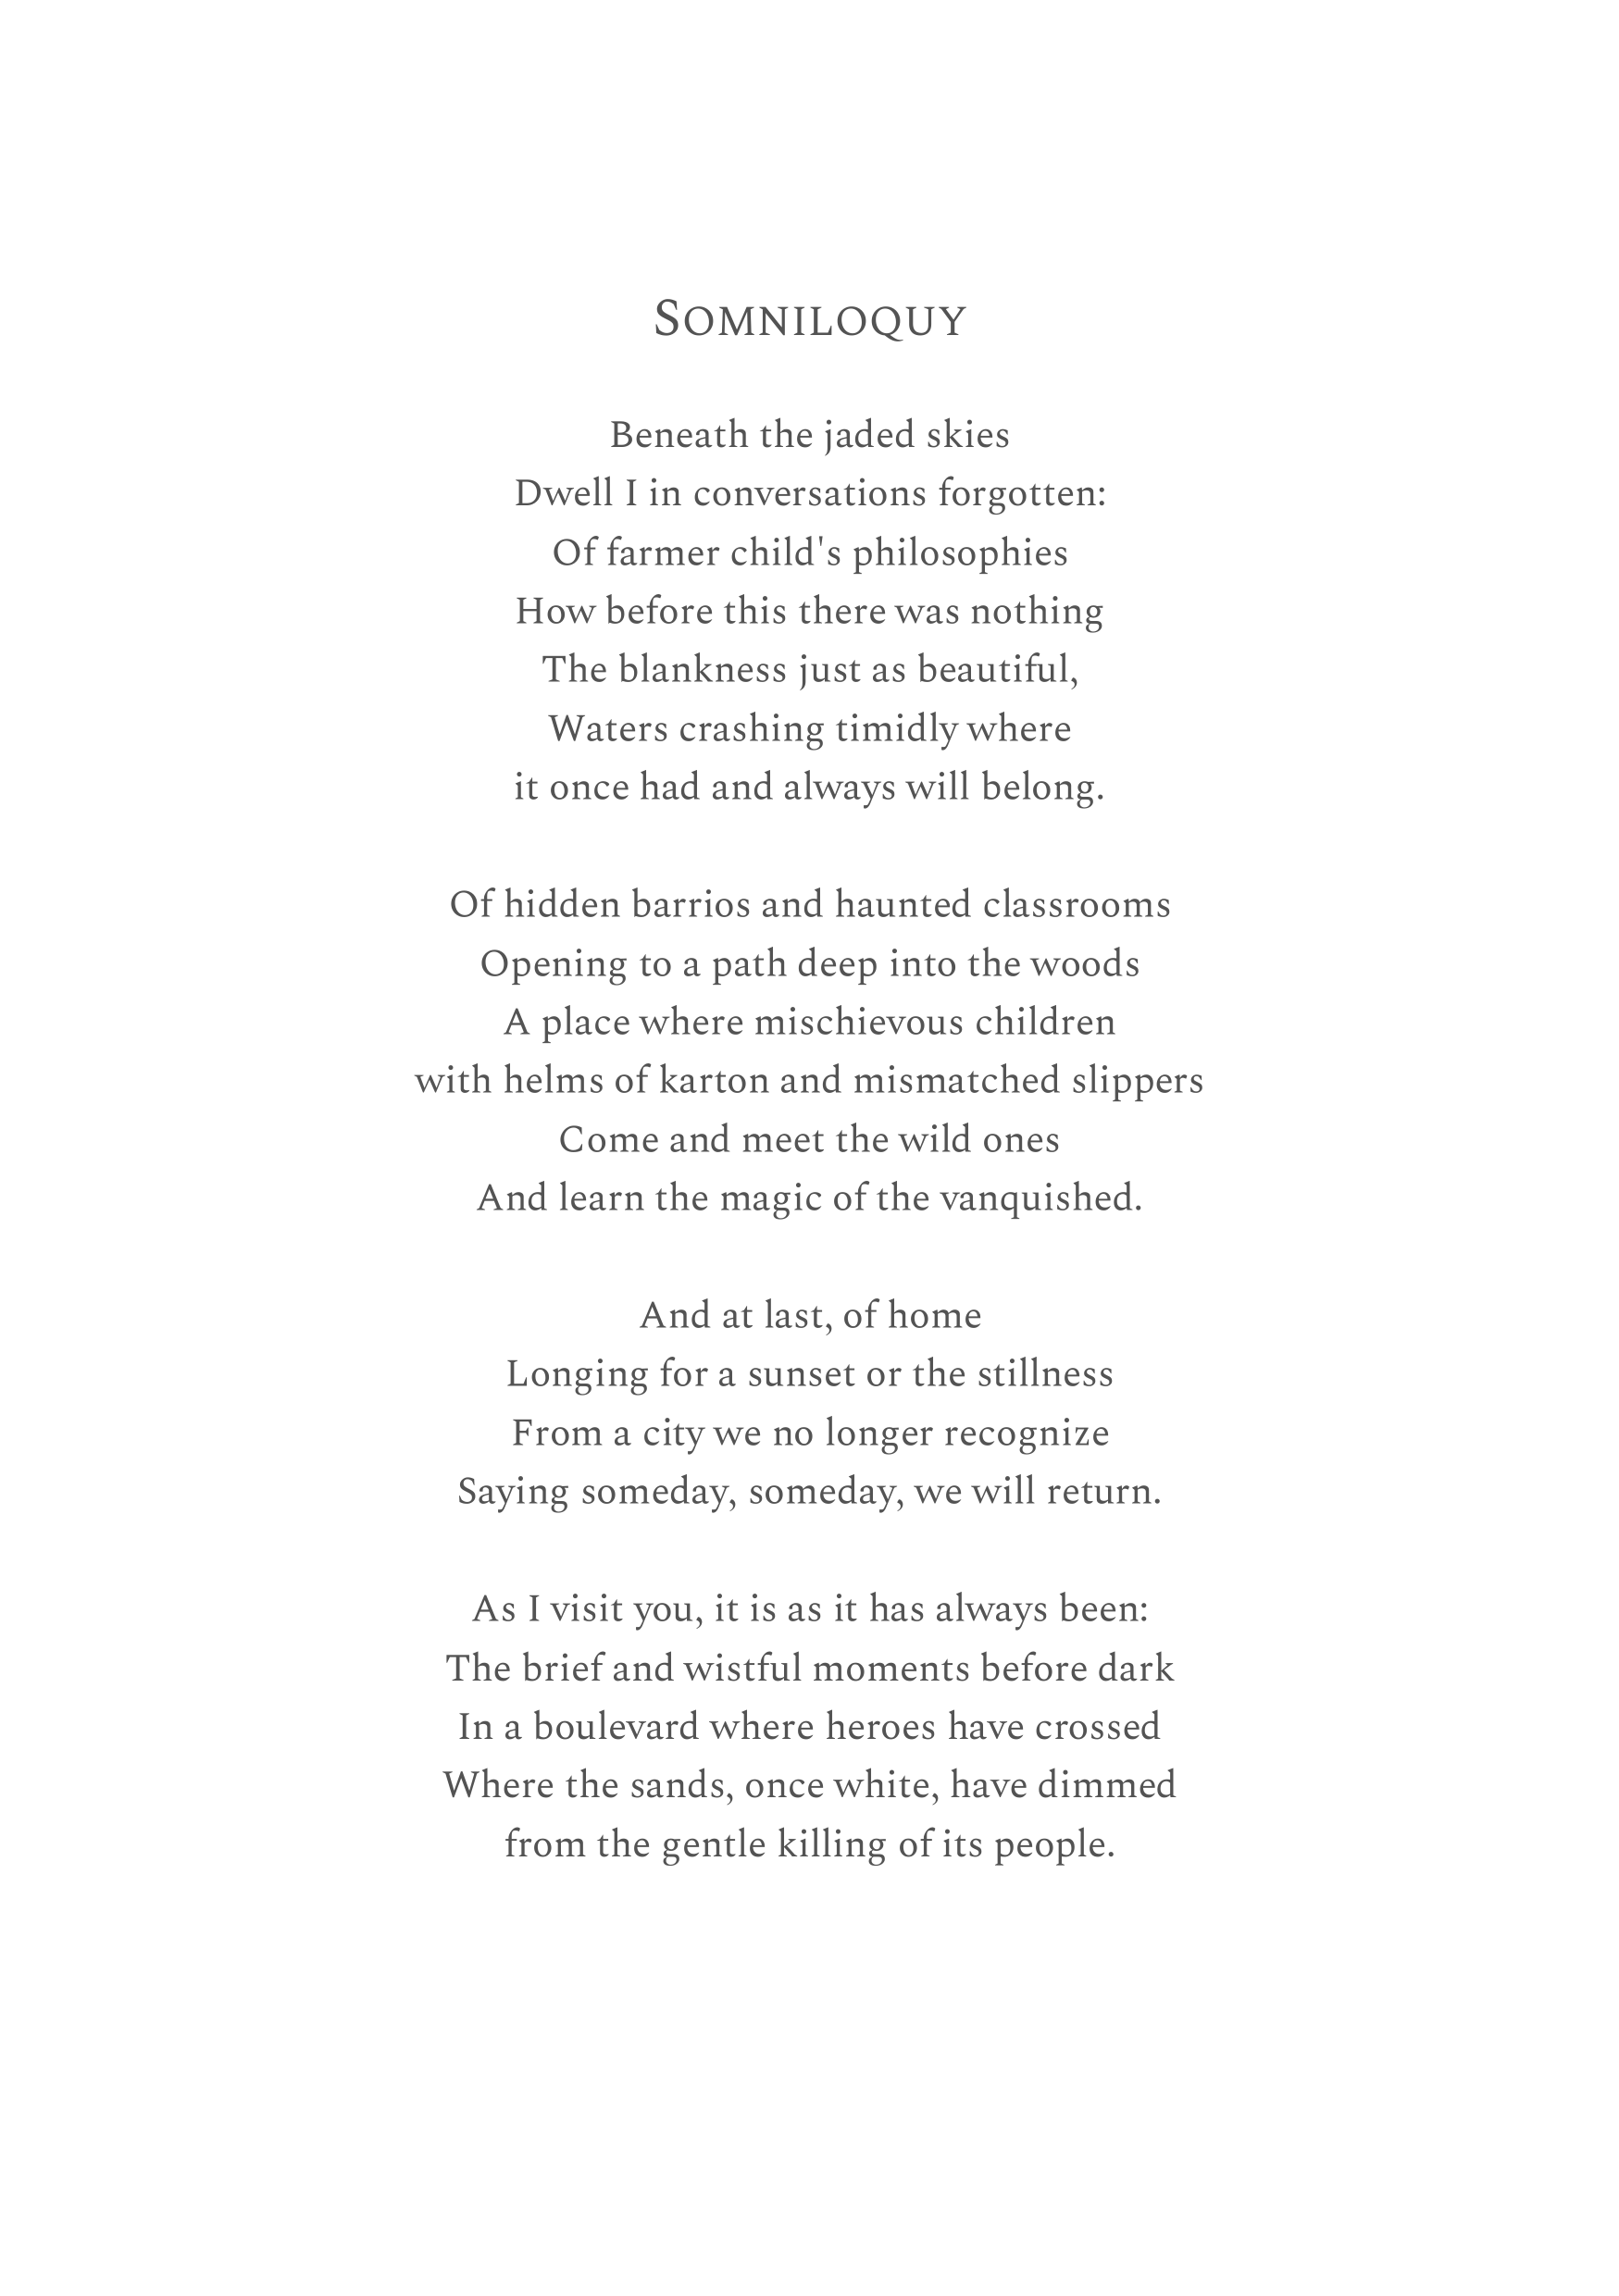 SOMNILOQUY
Beneath the jaded skies
Dwell I in conversations forgotten:
Of farmer child's philosophies
How before this there was nothing
The blankness just as beautiful,
Waters crashing timidly where
it once had and always will belong.
Of hidden barrios and haunted classrooms
Opening to a path deep into the woods
A place where mischievous children
with helms of karton and mismatched slippers
Come and meet the wild ones
And learn the magic of the vanquished.
And at last, of home
Longing for a sunset or the stillness
From a city we no longer recognize
Saying someday, someday, we will return.
As I visit you, it is as it has always been:
The brief and wistful moments before dark
In a boulevard where heroes have crossed
Where the sands, once white, have dimmed
from the gentle killing of its people.